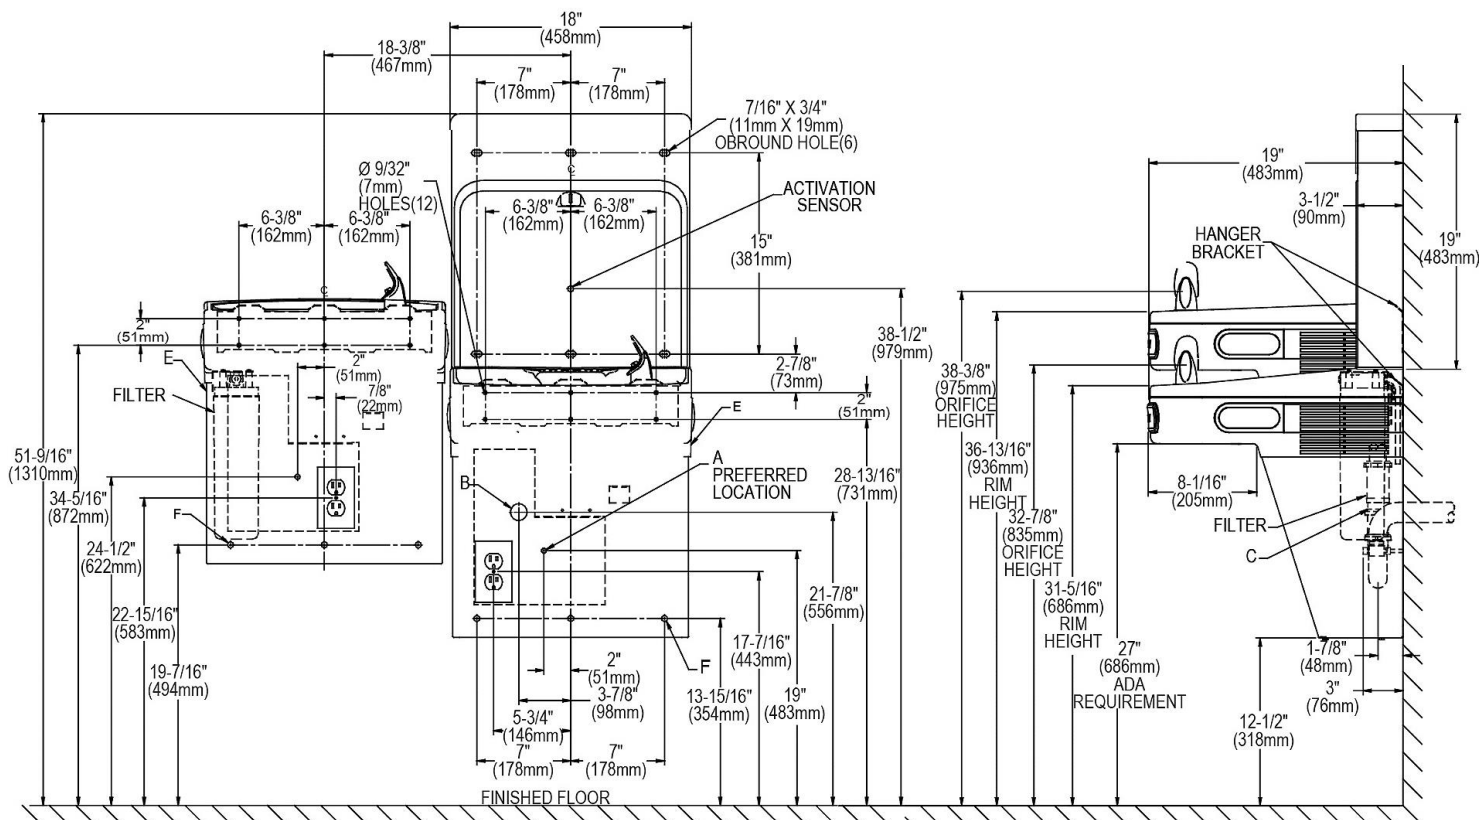 18"
(458mm)
18-3/8"
(467mm)
7"
(178mm)
7"
(178mm)
7/16" X 3/4"
(11mm X 19mm)
OBROUND HOLE(6)
Ø 9/32"
(7mm)
HOLES(12)
℄
ACTIVATION
SENSOR
6-3/8"
(162mm)
6-3/8"
(162mm)
6-3/8"
(162mm)
6-3/8"
(162mm)
15"
(381mm)
℄
2"
(51mm)
E
FILTER
2"
(51mm)
7/8"
(22mm)
38-1/2"
(979mm)
2-7/8"
(73mm)
2"
(51mm)
E
51-9/16"
(1310mm)
34-5/16"
(872mm)
24-1/2"
(622mm)
22-15/16"
(583mm)
19-7/16"
(494mm)
F
B
A
PREFERRED
LOCATION
28-13/16"
(731mm)
21-7/8"
(556mm)
17-7/16"
(443mm)
19"
(483mm)
13-15/16"
(354mm)
F
2"
(51mm)
3-7/8"
(98mm)
5-3/4"
(146mm)
7"
(178mm)
7"
(178mm)
FINISHED FLOOR
19"
(483mm)
3-1/2"
(90mm)
HANGER
BRACKET
19"
(483mm)
38-3/8"
(975mm)
ORIFICE
HEIGHT
36-13/16"
(936mm)
RIM
HEIGHT
32-7/8"
(835mm)
ORIFICE
HEIGHT
31-5/16"
(686mm)
RIM
HEIGHT
27"
(686mm)
ADA
REQUIREMENT
8-1/16"
(205mm)
FILTER
C
1-7/8"
(48mm)
3"
(76mm)
12-1/2"
(318mm)